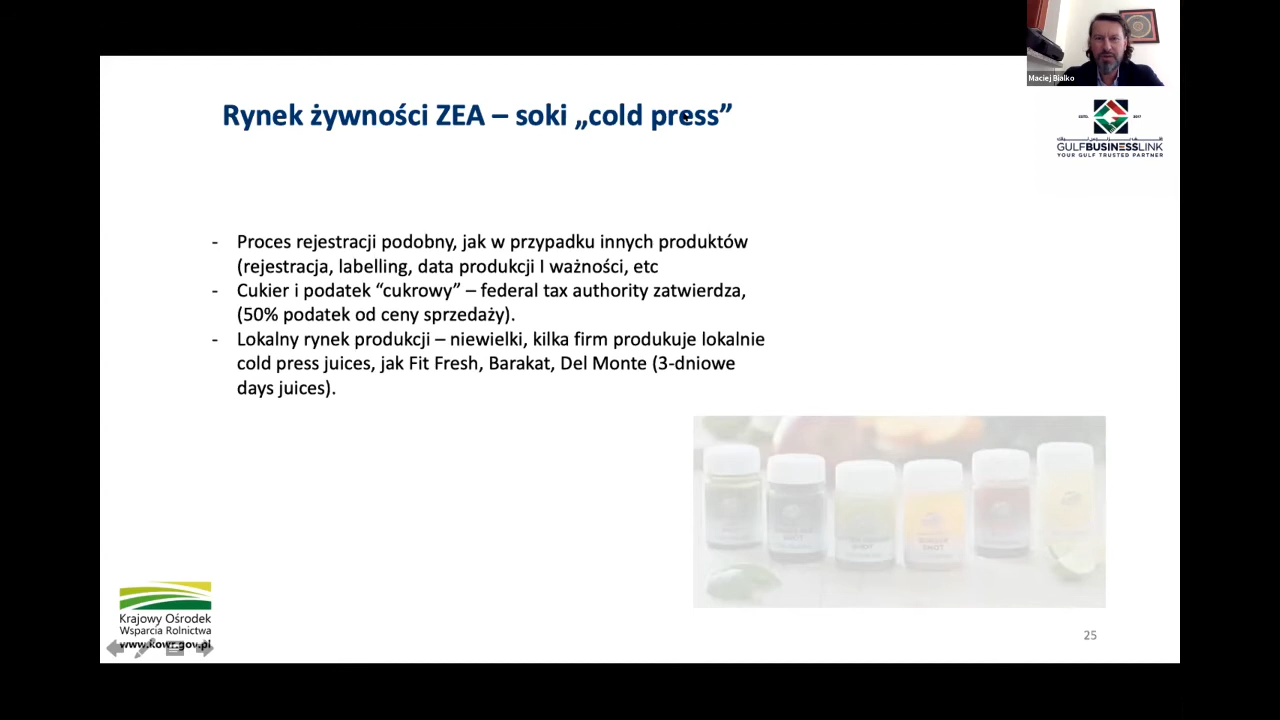 Maciej Białko
Rynek żywności ZEA – soki „cold press”
GULFBUSINESSLINK
YOUR GULF TRUSTED PARTNER
- Proces rejestracji podobny, jak w przypadku innych produktów
(rejestracja, labelling, data produkcji I ważności, etc
- Cukier i podatek “cukrowy” – federal tax authority zatwierdza,
(50% podatek od ceny sprzedaży).
- Lokalny rynek produkcji – niewielki, kilka firm produkuje lokalnie
cold press juices, jak Fit Fresh, Barakat, Del Monte (3-dniowe
days juices).
Krajowy Ośrodek
Wsparcia Rolnictwa
www.kowr.gov.pl
25